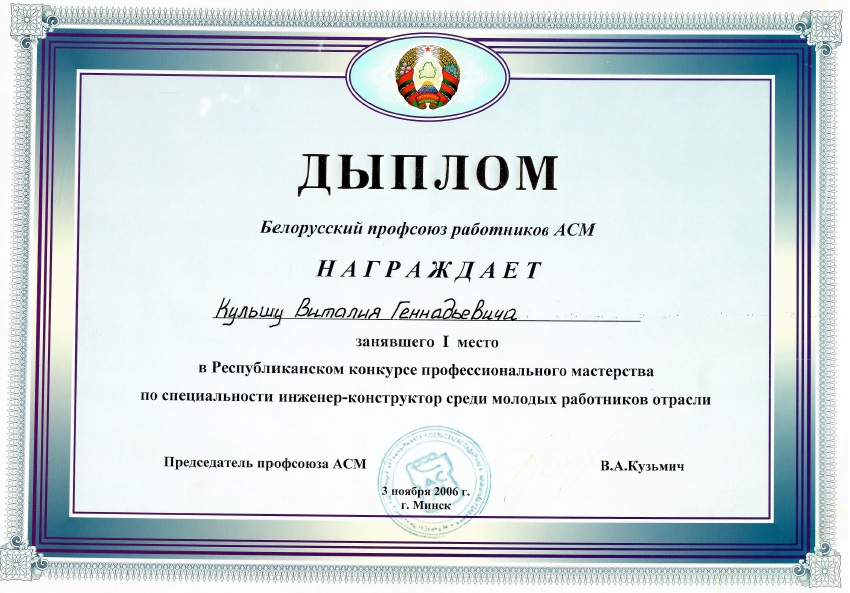 ДЫПЛОМ
Белорусский профсоюз работников АСМ
НАГРАЖДАЕТ
Кульшу Виталия Геннадьевича
занявшего I место
в Республиканском конкурсе профессионального мастерства
по специальности инженер-конструктор среди молодых работников отрасли
Председатель профсоюза АСМ
В.А.Кузьмич
3 ноября 2006 г.
г. Минск